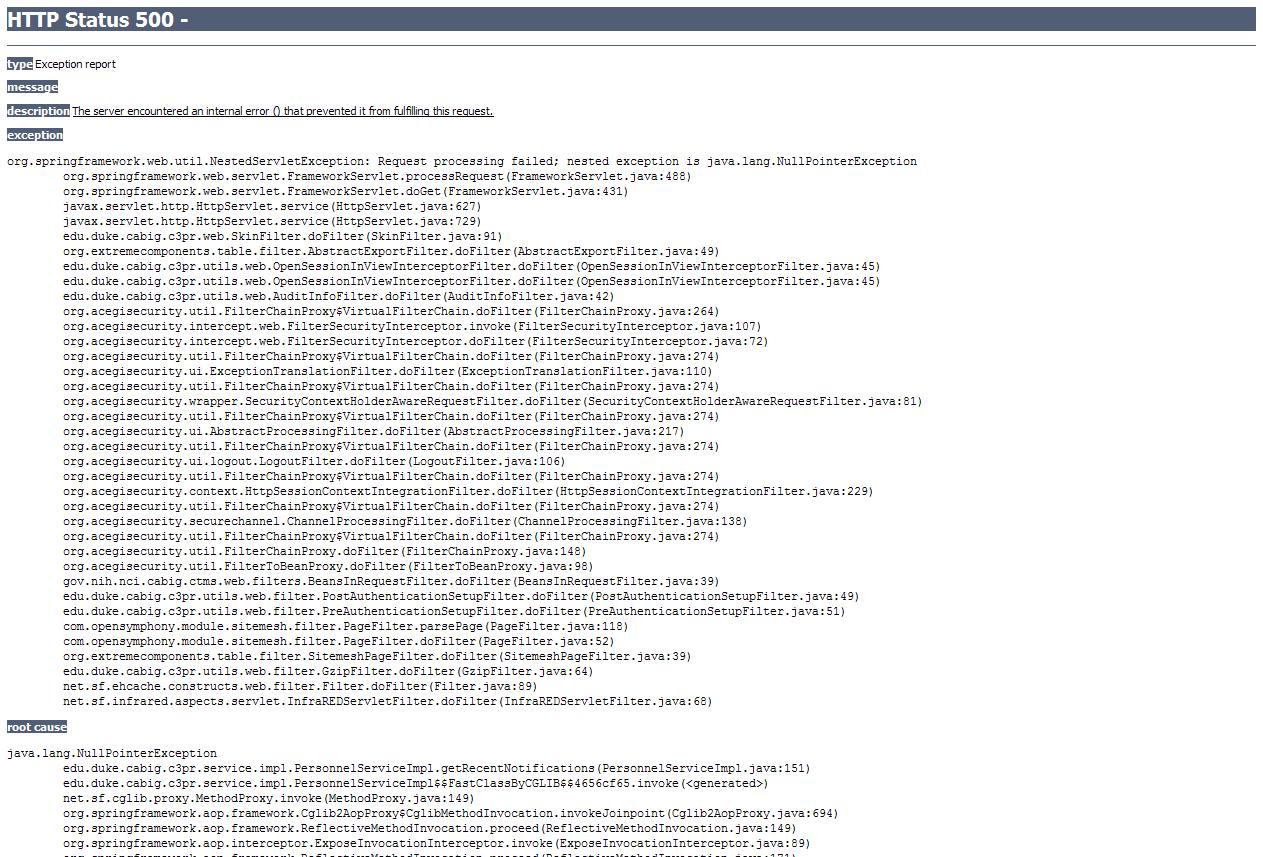 HTTP Status 500 -
type Exception report
message
description The server encountered an internal error () that prevented it from fulfilling this request.
exception
org.springframework.web.util.NestedServletException: Request processing failed; nested exception is java.lang.NullPointerException
org.springframework.web.servlet.FrameworkServlet.processRequest(FrameworkServlet.java:488)
org.springframework.web.servlet.FrameworkServlet.doGet(FrameworkServlet.java:431)
javax.servlet.http.HttpServlet.service(HttpServlet.java:627)
javax.servlet.http.HttpServlet.service(HttpServlet.java:729)
edu.duke.cabig.c3pr.web.SkinFilter.doFilter(SkinFilter.java:91)
org.extremecomponents.table.filter.AbstractExportFilter.doFilter(AbstractExportFilter.java:49)
edu.duke.cabig.c3pr.utils.web.OpenSessionInViewInterceptorFilter.doFilter(OpenSessionInViewInterceptorFilter.java:45)
edu.duke.cabig.c3pr.utils.web.OpenSessionInViewInterceptorFilter.doFilter(OpenSessionInViewInterceptorFilter.java:45)
edu.duke.cabig.c3pr.utils.web.AuditInfoFilter.doFilter(AuditInfoFilter.java:42)
org.acegisecurity.util.FilterChainProxy$VirtualFilterChain.doFilter(FilterChainProxy.java:264)
org.acegisecurity.intercept.web.FilterSecurityInterceptor.invoke(FilterSecurityInterceptor.java:107)
org.acegisecurity.intercept.web.FilterSecurityInterceptor.doFilter(FilterSecurityInterceptor.java:72)
org.acegisecurity.util.FilterChainProxy$VirtualFilterChain.doFilter(FilterChainProxy.java:274)
org.acegisecurity.ui.ExceptionTranslationFilter.doFilter(ExceptionTranslationFilter.java:110)
org.acegisecurity.util.FilterChainProxy$VirtualFilterChain.doFilter(FilterChainProxy.java:274)
org.acegisecurity.wrapper.SecurityContextHolderAwareRequestFilter.doFilter(SecurityContextHolderAwareRequestFilter.java:81)
org.acegisecurity.util.FilterChainProxy$VirtualFilterChain.doFilter(FilterChainProxy.java:274)
org.acegisecurity.ui.AbstractProcessingFilter.doFilter(AbstractProcessingFilter.java:217)
org.acegisecurity.util.FilterChainProxy$VirtualFilterChain.doFilter(FilterChainProxy.java:274)
org.acegisecurity.ui.logout.LogoutFilter.doFilter(LogoutFilter.java:106)
org.acegisecurity.util.FilterChainProxy$VirtualFilterChain.doFilter(FilterChainProxy.java:274)
org.acegisecurity.context.HttpSessionContextIntegrationFilter.doFilter(HttpSessionContextIntegrationFilter.java:229)
org.acegisecurity.util.FilterChainProxy$VirtualFilterChain.doFilter(FilterChainProxy.java:274)
org.acegisecurity.securechannel.ChannelProcessingFilter.doFilter(ChannelProcessingFilter.java:138)
org.acegisecurity.util.FilterChainProxy$VirtualFilterChain.doFilter(FilterChainProxy.java:274)
org.acegisecurity.util.FilterChainProxy.doFilter(FilterChainProxy.java:148)
org.acegisecurity.util.FilterToBeanProxy.doFilter(FilterToBeanProxy.java:98)
gov.nih.nci.cabig.ctms.web.filters.BeansInRequestFilter.doFilter(BeansInRequestFilter.java:39)
edu.duke.cabig.c3pr.utils.web.filter.PostAuthenticationSetupFilter.doFilter(PostAuthenticationSetupFilter.java:49)
edu.duke.cabig.c3pr.utils.web.filter.PreAuthenticationSetupFilter.doFilter(PreAuthenticationSetupFilter.java:51)
com.opensymphony.module.sitemesh.filter.PageFilter.parsePage(PageFilter.java:118)
com.opensymphony.module.sitemesh.filter.PageFilter.doFilter(PageFilter.java:52)
org.extremecomponents.table.filter.SitemeshPageFilter.doFilter(SitemeshPageFilter.java:39)
edu.duke.cabig.c3pr.utils.web.filter.GzipFilter.doFilter(GzipFilter.java:64)
net.sf.ehcache.constructs.web.filter.Filter.doFilter(Filter.java:89)
net.sf.infrared.aspects.servlet.InfraREDServletFilter.doFilter(InfraREDServletFilter.java:68)
root cause
java.lang.NullPointerException
edu.duke.cabig.c3pr.service.impl.PersonnelServiceImpl.getRecentNotifications(PersonnelServiceImpl.java:151)
edu.duke.cabig.c3pr.service.impl.PersonnelServiceImpl$$FastClassByCGLIB$$4656cf65.invoke(<generated>)
net.sf.cglib.proxy.MethodProxy.invoke(MethodProxy.java:149)
org.springframework.aop.framework.Cglib2AopProxy$CglibMethodInvocation.invokeJoinpoint(Cglib2AopProxy.java:694)
org.springframework.aop.framework.ReflectiveMethodInvocation.proceed(ReflectiveMethodInvocation.java:149)
org.springframework.aop.interceptor.ExposeInvocationInterceptor.invoke(ExposeInvocationInterceptor.java:89)
org.springframework.aop.framework.ReflectiveMethodInvocation.proceed(ReflectiveMethodInvocation.java:171)